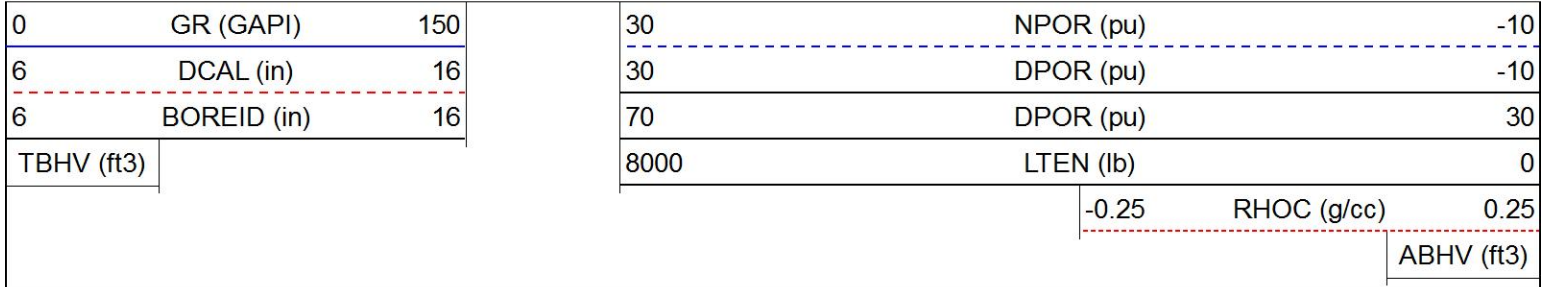 0 GR (GAPI) 150 30 NPOR (pu) -10
6 DCAL (in) 16 30 DPOR (pu) -10
6 BOREID (in) 16 70 DPOR (pu) 30
TBHV (ft3) 8000 LTEN (lb) 0
-0.25 RHOC (g/cc) 0.25
ABHV (ft3)